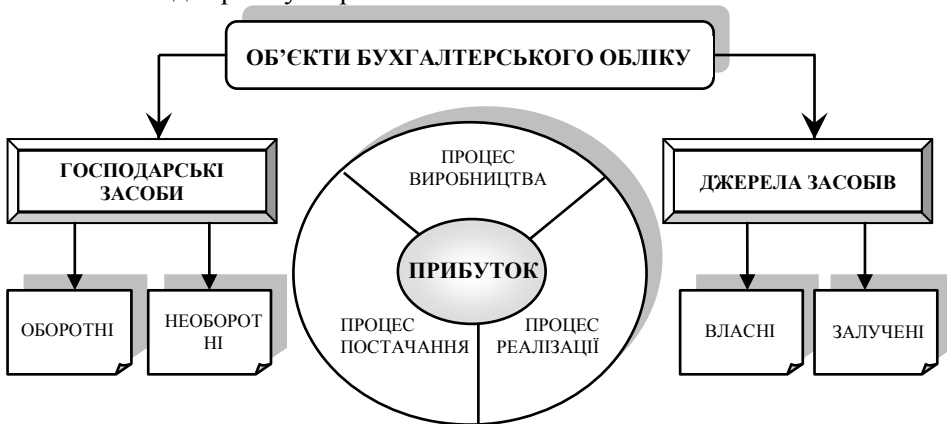 ОБ’ЄКТИ БУХГАЛТЕРСЬКОГО ОБЛІКУ
ГОСПОДАРСЬКІ
ЗАСОБИ
ПРОЦЕС
ВИРОБНИЦТВА
ДЖЕРЕЛА ЗАСОБІВ
ПРИБУТОК
ОБОРОТНІ
НЕОБОРОТ
НІ
ПРОЦЕС
ПОСТАЧАННЯ
ПРОЦЕС
РЕАЛІЗАЦІЇ
ВЛАСНІ
ЗАЛУЧЕНІ